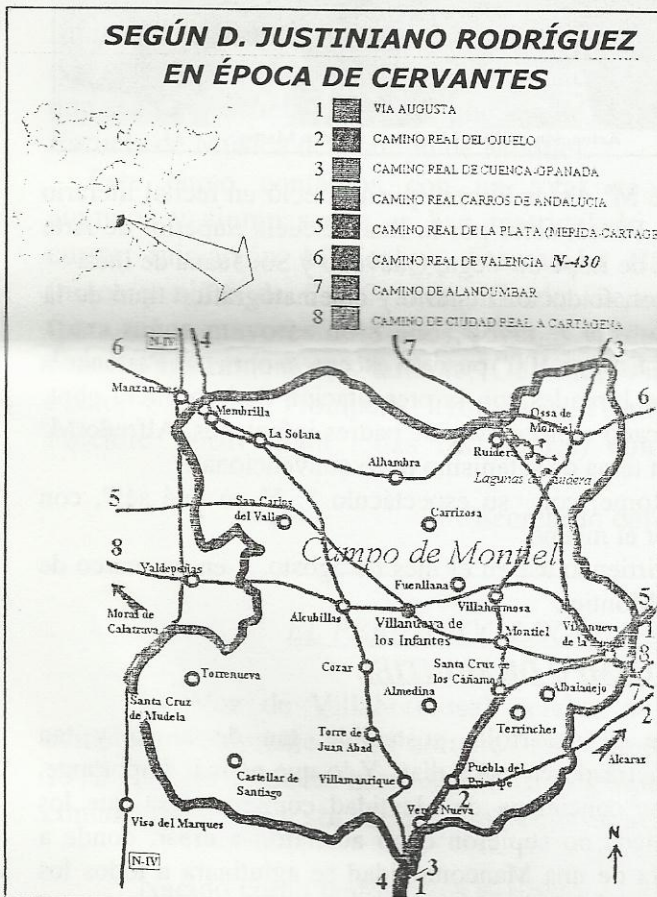 SEGÚN D. JUSTINIANO RODRÍGUEZ
EN ÉPOCA DE CERVANTES
1 VIA AUGUSTA
2 CAMINO REAL DEL OJUELO
3 CAMINO REAL DE CUENCA-GRANADA
4 CAMINO REAL CARROS DE ANDALUCIA
5 CAMINO REAL DE LA PLATA (MERIDA-CARTAGE
6 CAMINO REAL DE VALENCIA N-430
7 CAMINO DE ALANDUMBAR
8 CAMINO DE CIUDAD REAL A CARTAGENA
6
N-IV
4
7
3
Manzanares
Membrilla
Ossa de
Montiel
6
La Solana
Ruidera
Alhambra
Lagunas de Ruidera
5
San Carlos
del Valle
Carrizosa
Campo de Montiel
8
Valdepeñas
Fuenllana
Villahermosa
5
Moral de
Calatrava
Alcubillas
Villanueva de
los Infantes
Montiel
Villanueva
de la
1
8
Cozar
Santa Cruz
los Cáñamo
7
Torrenueva
Almedina
Albaladejo
2
Santa Cruz
de Mudela
Terrinches
Torre de
Juan Abad
Alcaraz
Castellar de
Santiago
Villamanrique
Puebla del
Principe
2
Viso del Marques
Nueva
N-IV
N
3
4
1